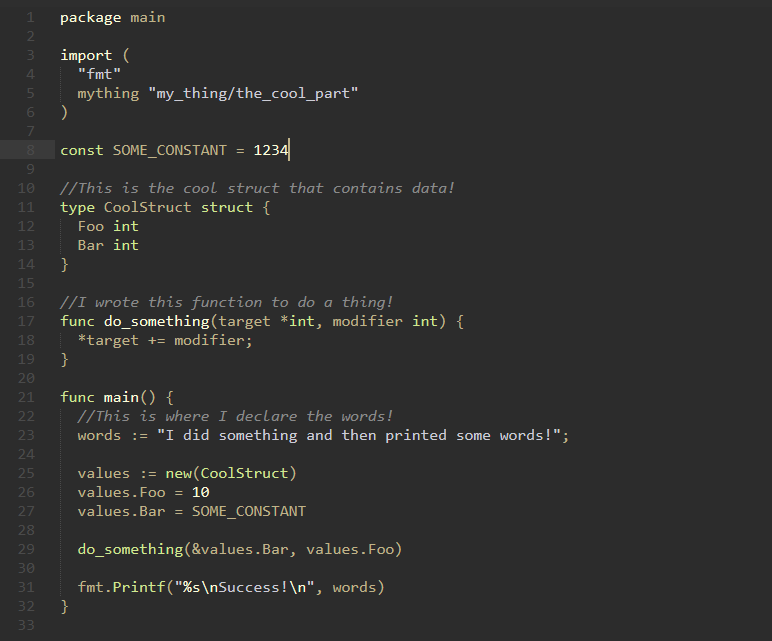 1 package main
2
3 import (
4 "fmt"
5 mything "my_thing/the_cool_part"
6 )
7
8 const SOME_CONSTANT = 1234
9
10 //This is the cool struct that contains data!
11 type CoolStruct struct {
12 Foo int
13 Bar int
14 }
15
16 //I wrote this function to do a thing!
17 func do_something(target *int, modifier int) {
18 *target += modifier;
19 }
20
21 func main() {
22 //This is where I declare the words!
23 words := "I did something and then printed some words!";
24
25 values := new(CoolStruct)
26 values.Foo = 10
27 values.Bar = SOME_CONSTANT
28
29 do_something(&values.Bar, values.Foo)
30
31 fmt.Printf("%s\nSuccess!\n", words)
32 }
33